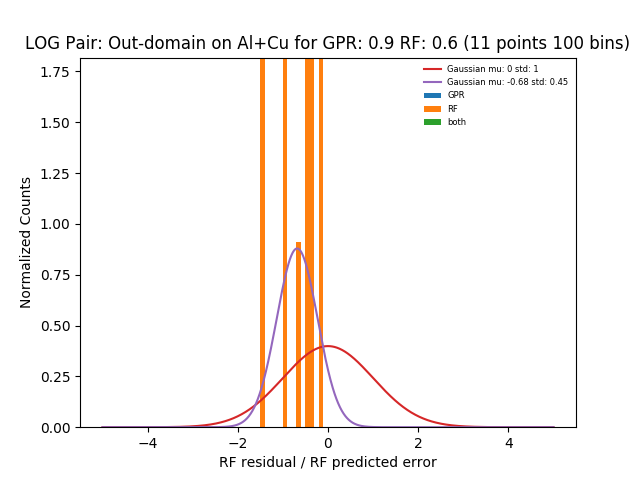 LOG Pair: Out-domain on Al+Cu for GPR: 0.9 RF: 0.6 (11 points 100 bins)
Gaussian mu: 0 std: 1
Gaussian mu: -0.68 std: 0.45
GPR
RF
both
1.75
1.50
1.25
1.00
0.75
0.50
0.25
0.00
Normalized Counts
−4
−2
0
2
4
RF residual / RF predicted error